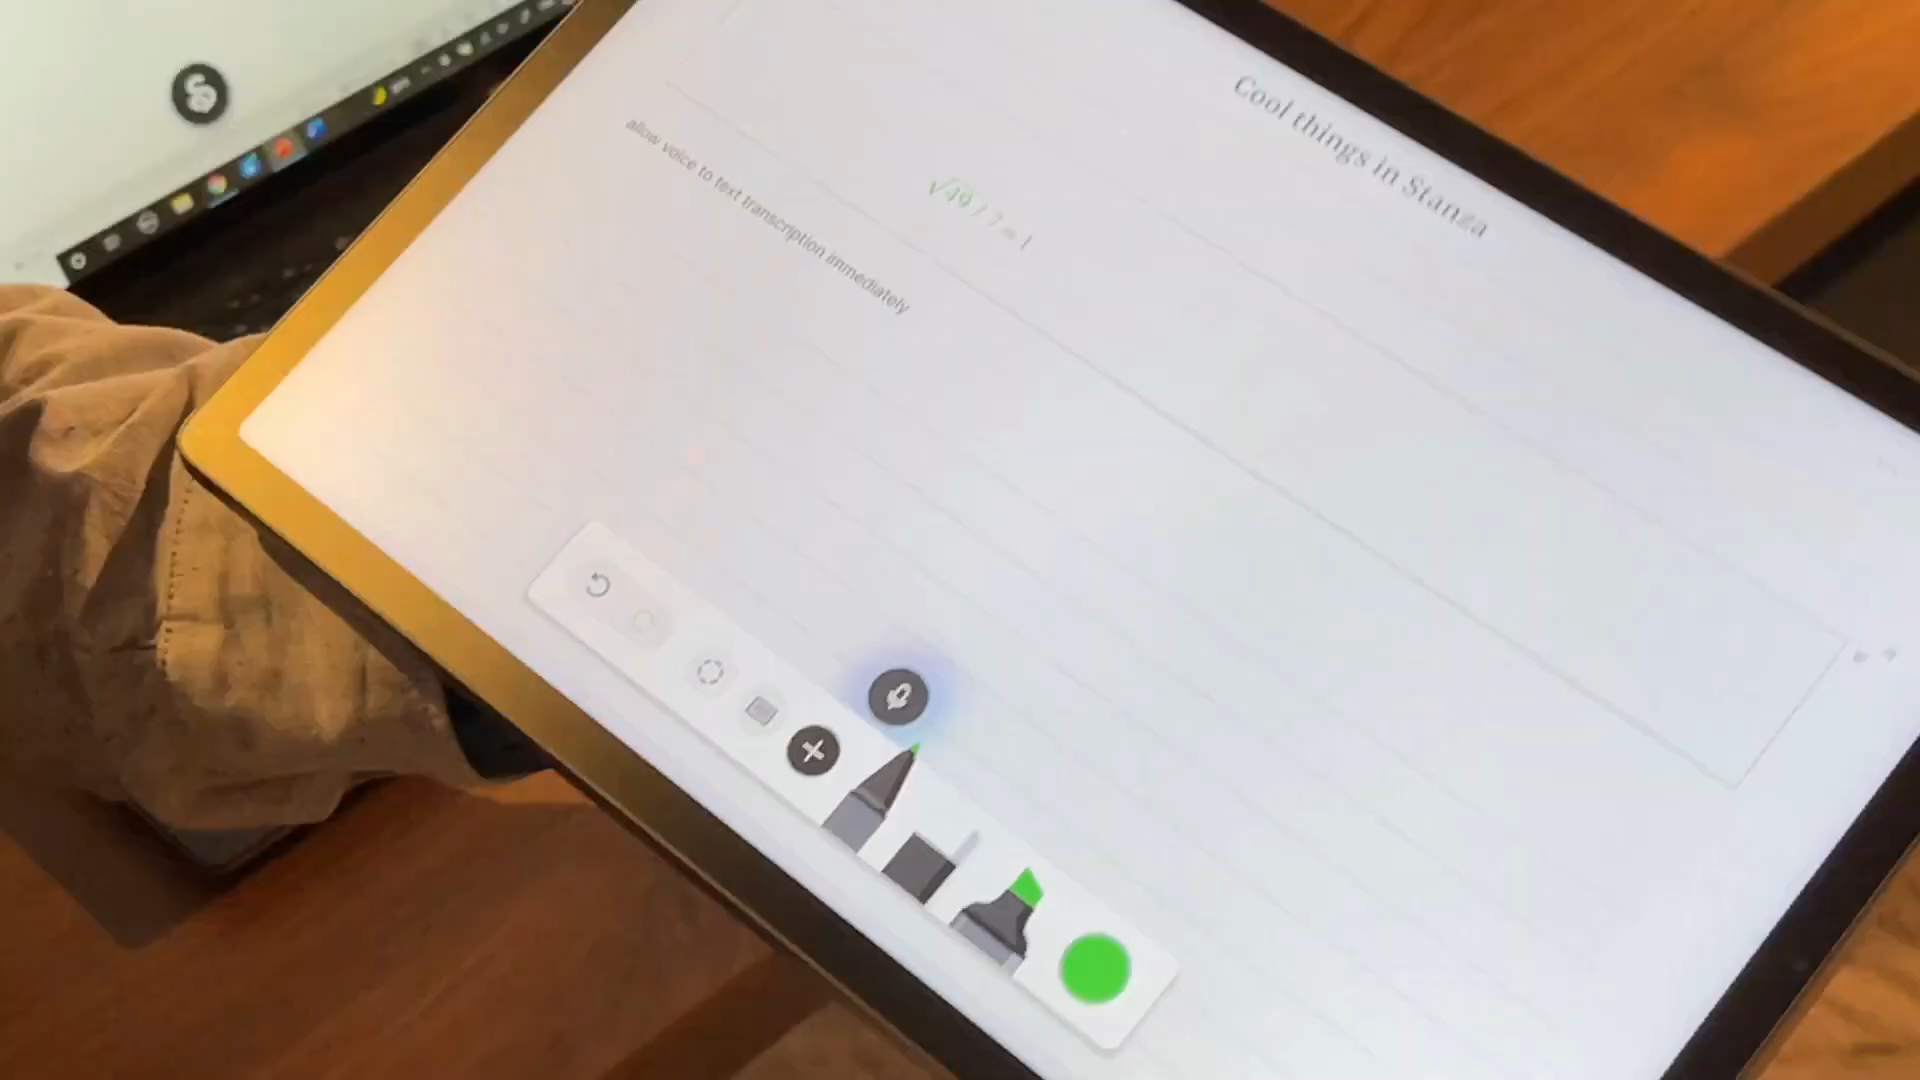 Cool things in Stanza
√49 / 7 = 1
allow voice to text transcription immediately